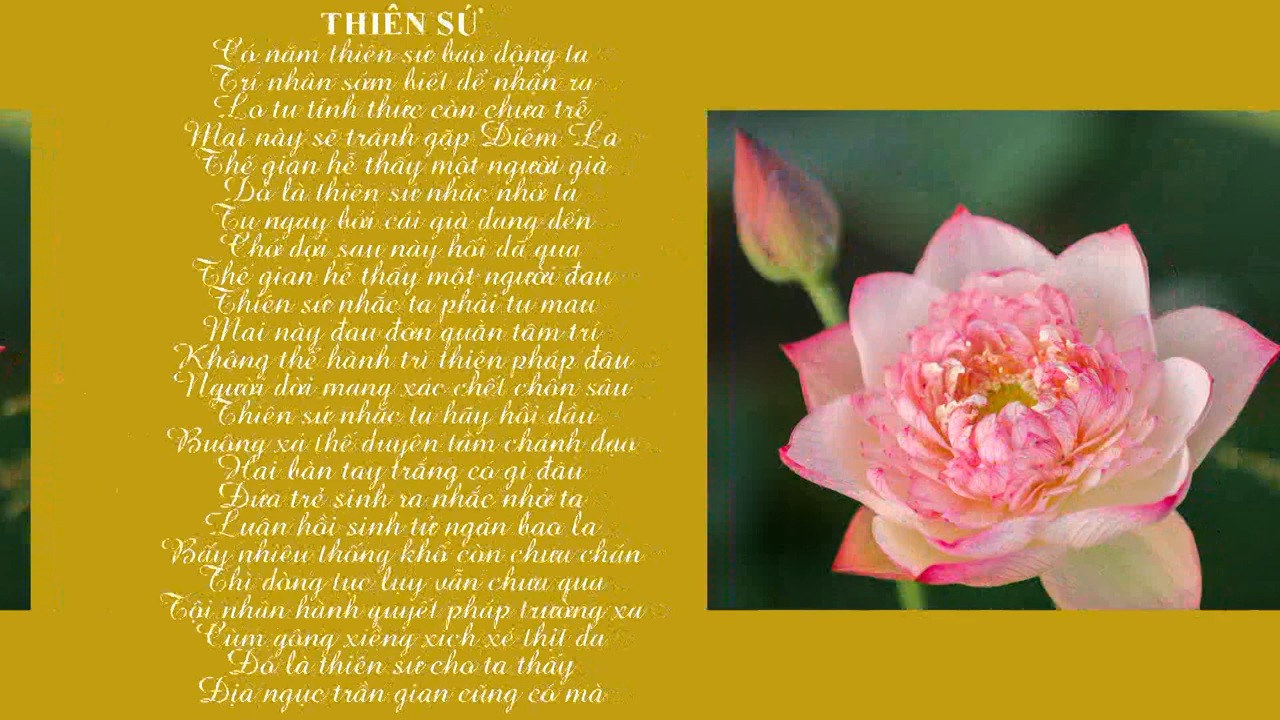 THIÊN SỨ
Có năm thiên sứ báo động ta
Trí nhân sớm biết để nhận ra
Lo tu tỉnh thức còn chưa trễ
Mai này sẽ tránh gặp Diêm La
Thế gian hễ thấy một người già
Đó là thiên sứ nhắc nhở ta
Tu ngay bởi cái già đang đến
Chớ đợi sau này hối đã qua
Thế gian hễ thấy một người đau
Thiên sứ nhắc ta phải tu mau
Mai này đau đớn quằn tâm trí
Không thể hành trì thiện pháp đâu
Người đời mang xác chết chôn sâu
Thiên sứ nhắc ta hãy hồi đầu
Buông xả thế duyên tầm chánh đạo
Hai bàn tay trắng có gì đâu
Đứa trẻ sinh ra nhắc nhở ta
Luân hồi sinh tử ngán bao la
Bấy nhiêu thống khổ còn chưa chán
Thì dòng tục lụy vẫn chưa qua
Tội nhân hành quyết pháp trường xa
Cùm gông xiềng xích xé thịt da
Đó là thiên sứ cho ta thấy
Địa ngục trần gian cũng có mà